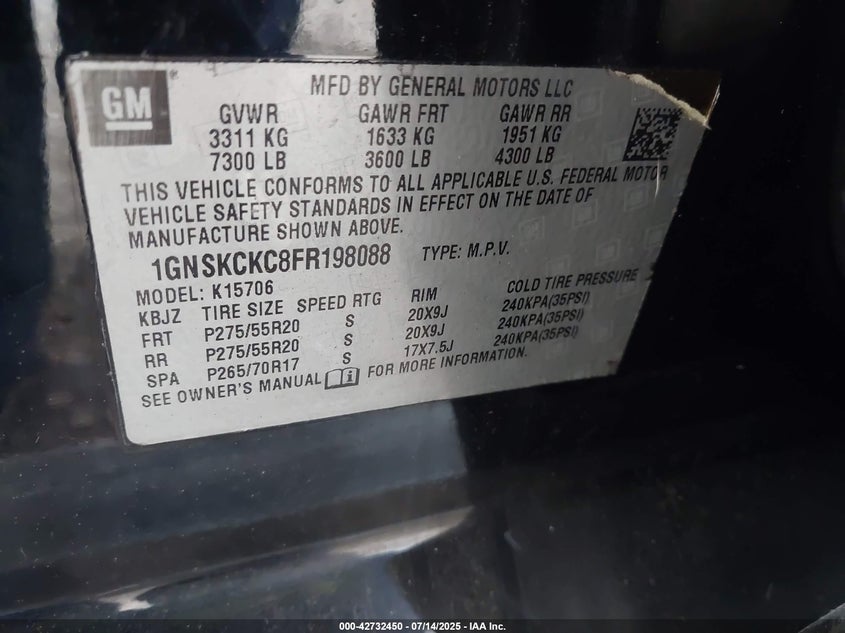 GM ®
MFD BY GENERAL MOTORS LLC
GVWR GAWR FRT GAWR RR
3311 KG 1633 KG 1951 KG
7300 LB 3600 LB 4300 LB
THIS VEHICLE CONFORMS TO ALL APPLICABLE U.S. FEDERAL MOTOR
VEHICLE SAFETY STANDARDS IN EFFECT ON THE DATE OF
MANUFACTURE SHOWN ABOVE.
1GNSKCKC8FR198088 TYPE: M.P.V.
MODEL: K15706
KBJZ TIRE SIZE SPEED RTG RIM COLD TIRE PRESSURE
FRT P275/55R20 S 20X9J 240KPA(35PSI)
RR P275/55R20 S 20X9J 240KPA(35PSI)
SPA P265/70R17 S 17X7.5J 240KPA(35PSI)
SEE OWNER'S MANUAL i FOR MORE INFORMATION.
000-42732450 - 07/14/2025 - IAA Inc.